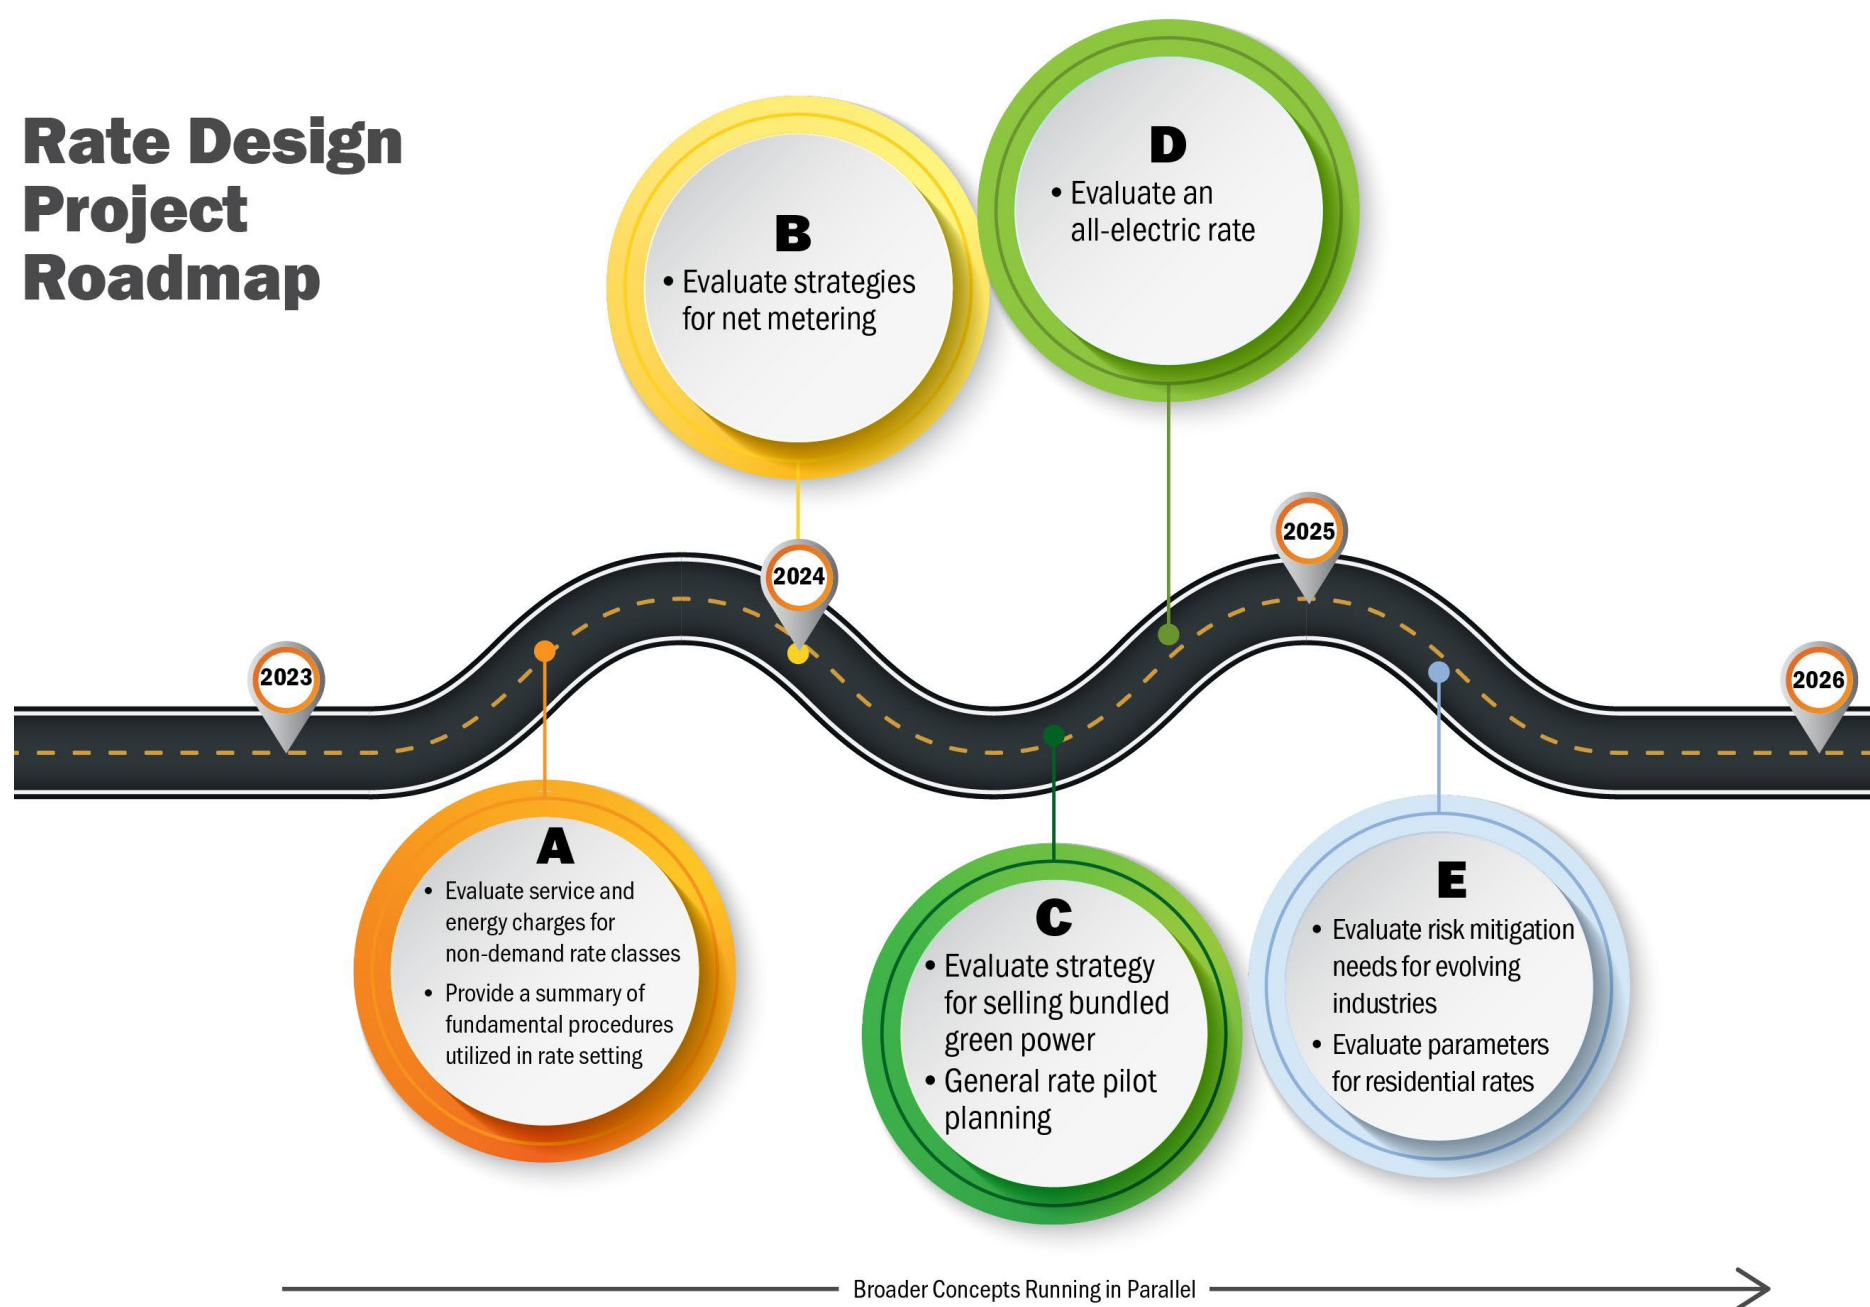 Rate Design
Project
Roadmap
B
• Evaluate strategies
for net metering
D
• Evaluate an
all-electric rate
2023
2024
2025
2026
A
• Evaluate service and
energy charges for
non-demand rate classes
• Provide a summary of
fundamental procedures
utilized in rate setting
C
• Evaluate strategy
for selling bundled
green power
• General rate pilot
planning
E
• Evaluate risk mitigation
needs for evolving
industries
• Evaluate parameters
for residential rates
Broader Concepts Running in Parallel